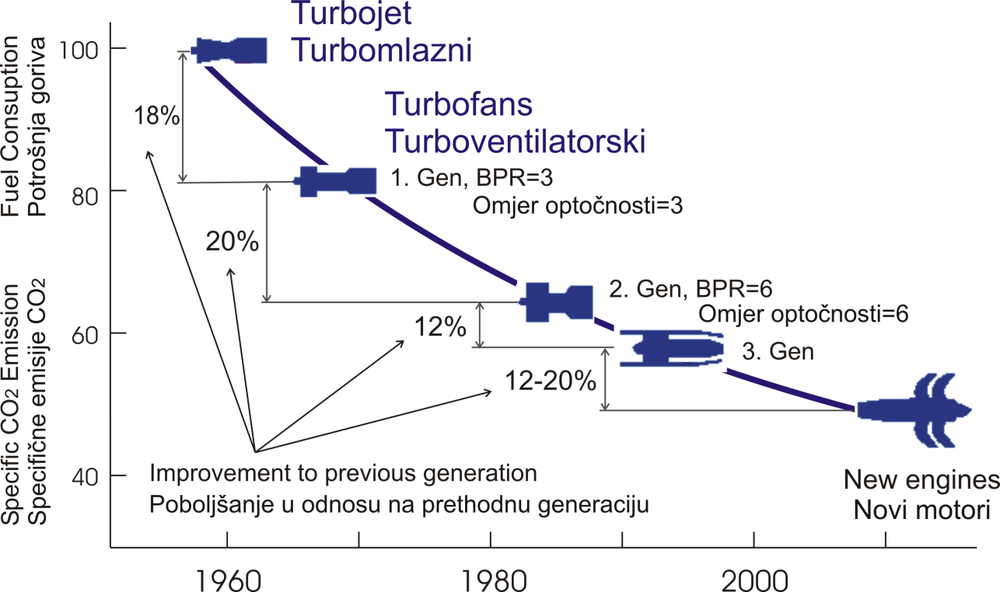 Turbojet
Turbomlazni
Fuel Consuption
Potrošnja goriva
100
18%
Turbofans
Turboventilatorski
1. Gen, BPR=3
Omjer optočnosti=3
80
20%
2. Gen, BPR=6
Omjer optočnosti=6
Specific CO2 Emission
Specifične emisije CO2
60
12%
3. Gen
12-20%
40
Improvement to previous generation
Poboljšanje u odnosu na prethodnu generaciju
New engines
Novi motori
1960
1980
2000